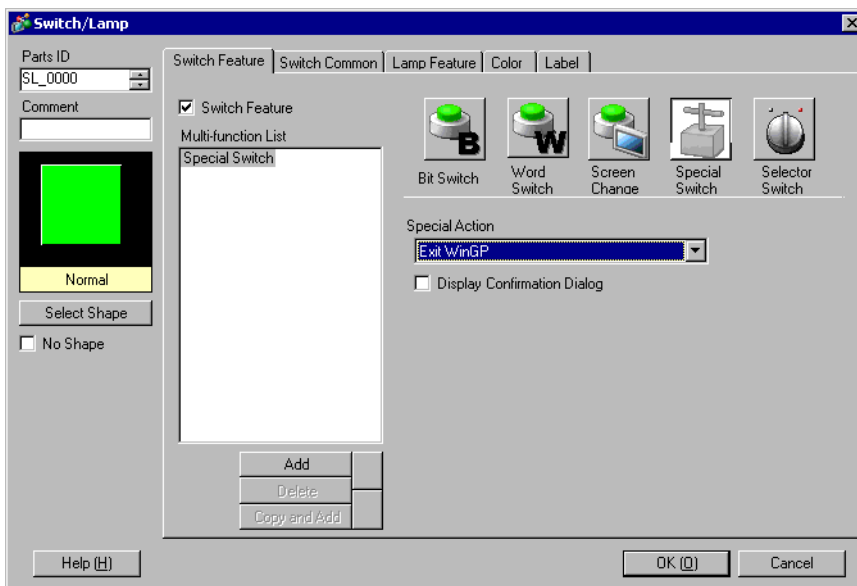 Switch/Lamp
Parts ID
SL_0000
Comment
Normal
Select Shape
No Shape
Switch Feature
Switch Common
Lamp Feature
Color
Label
Switch Feature
Multi-function List
Special Switch
Add
Delete
Copy and Add
B
W
Bit Switch
Word
Switch
Screen
Change
Special
Switch
Selector
Switch
Special Action
Exit WinGP
Display Confirmation Dialog
Help (H)
OK (O)
Cancel